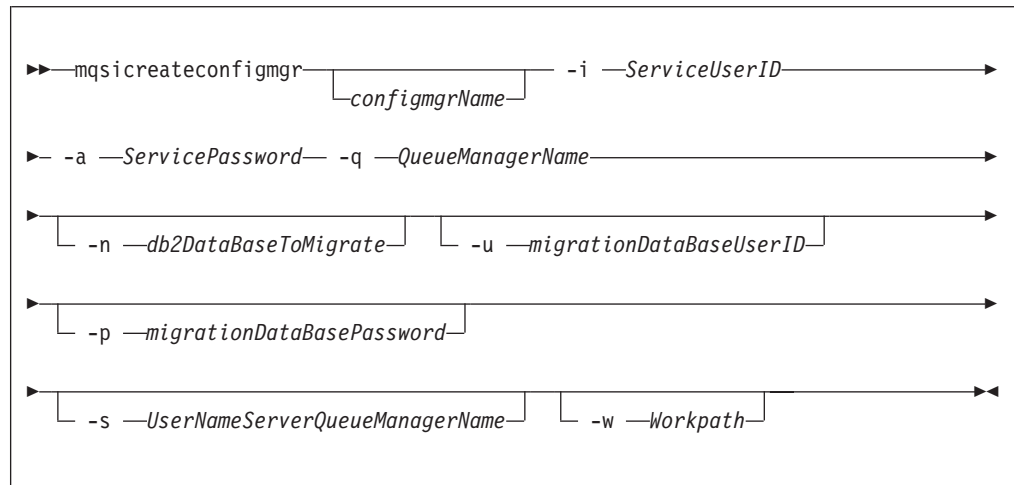 mqsicreateconfigmgr -i ServiceUserID
configmgrName
-a ServicePassword -q QueueManagerName
-n db2DataBaseToMigrate -u migrationDataBaseUserID
-p migrationDataBasePassword
-s UserNameServerQueueManagerName -w Workpath